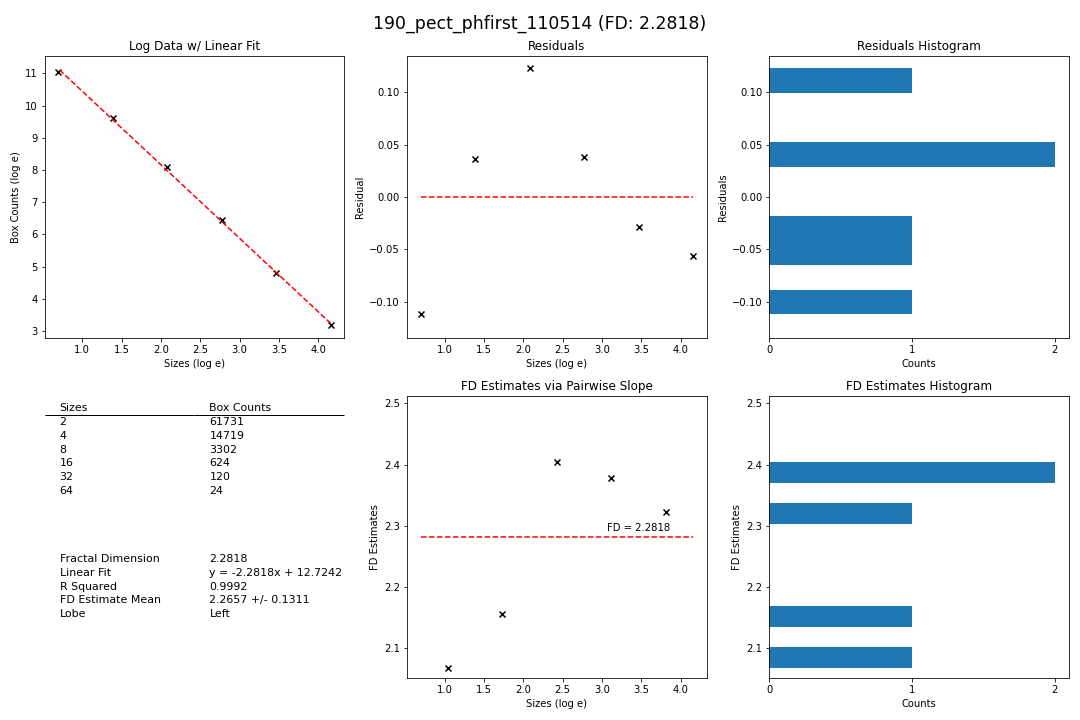 190_pect_phfirst_110514 (FD: 2.2818)
Log Data w/ Linear Fit
11
10
9
8
7
6
5
4
3
Box Counts (log e)
1.0 1.5 2.0 2.5 3.0 3.5 4.0
Sizes (log e)
Residuals
0.10
0.05
0.00
−0.05
−0.10
Residual
1.0 1.5 2.0 2.5 3.0 3.5 4.0
Sizes (log e)
Residuals Histogram
0.10
0.05
0.00
−0.05
−0.10
Residuals
0 1 2
Counts
Sizes Box Counts
2 61731
4 14719
8 3302
16 624
32 120
64 24
Fractal Dimension 2.2818
Linear Fit y = -2.2818x + 12.7242
R Squared 0.9992
FD Estimate Mean 2.2657 +/- 0.1311
Lobe Left
FD Estimates via Pairwise Slope
2.5
2.4
2.3
2.2
2.1
FD Estimates
FD = 2.2818
1.0 1.5 2.0 2.5 3.0 3.5 4.0
Sizes (log e)
FD Estimates Histogram
2.5
2.4
2.3
2.2
2.1
FD Estimates
0 1 2
Counts